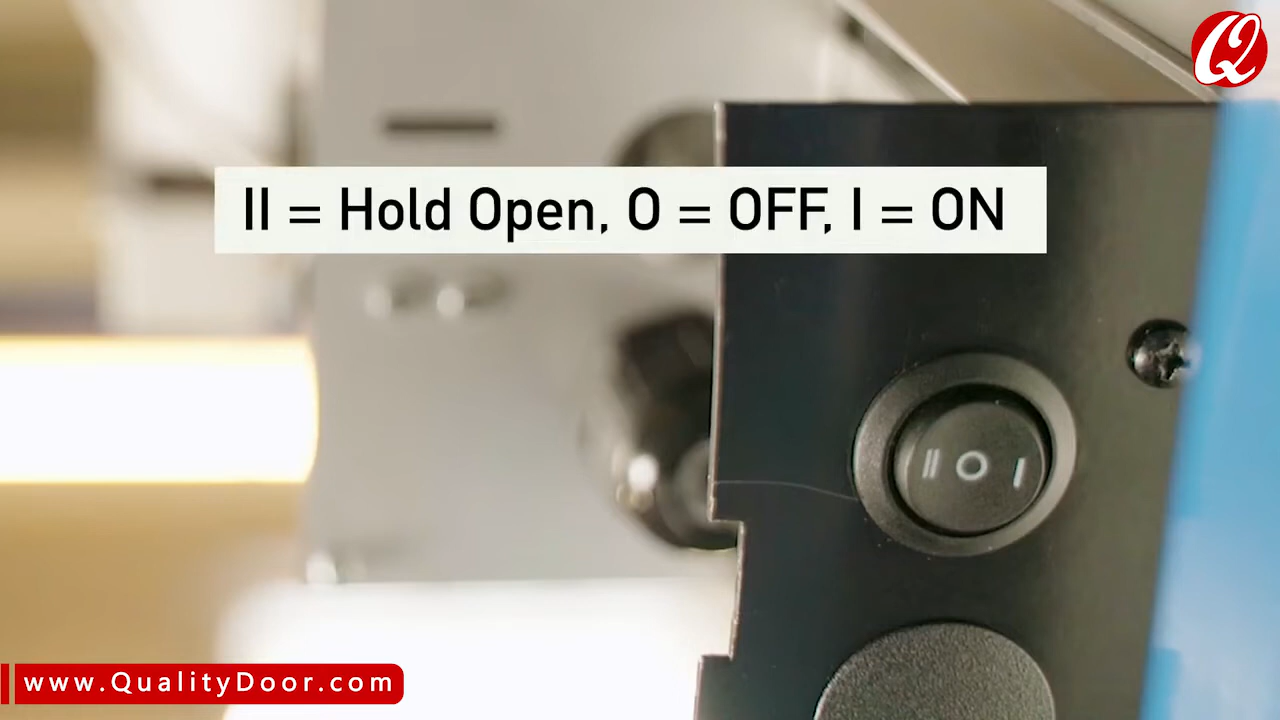 Q
II = Hold Open, O = OFF, I = ON
II O I
www.QualityDoor.com